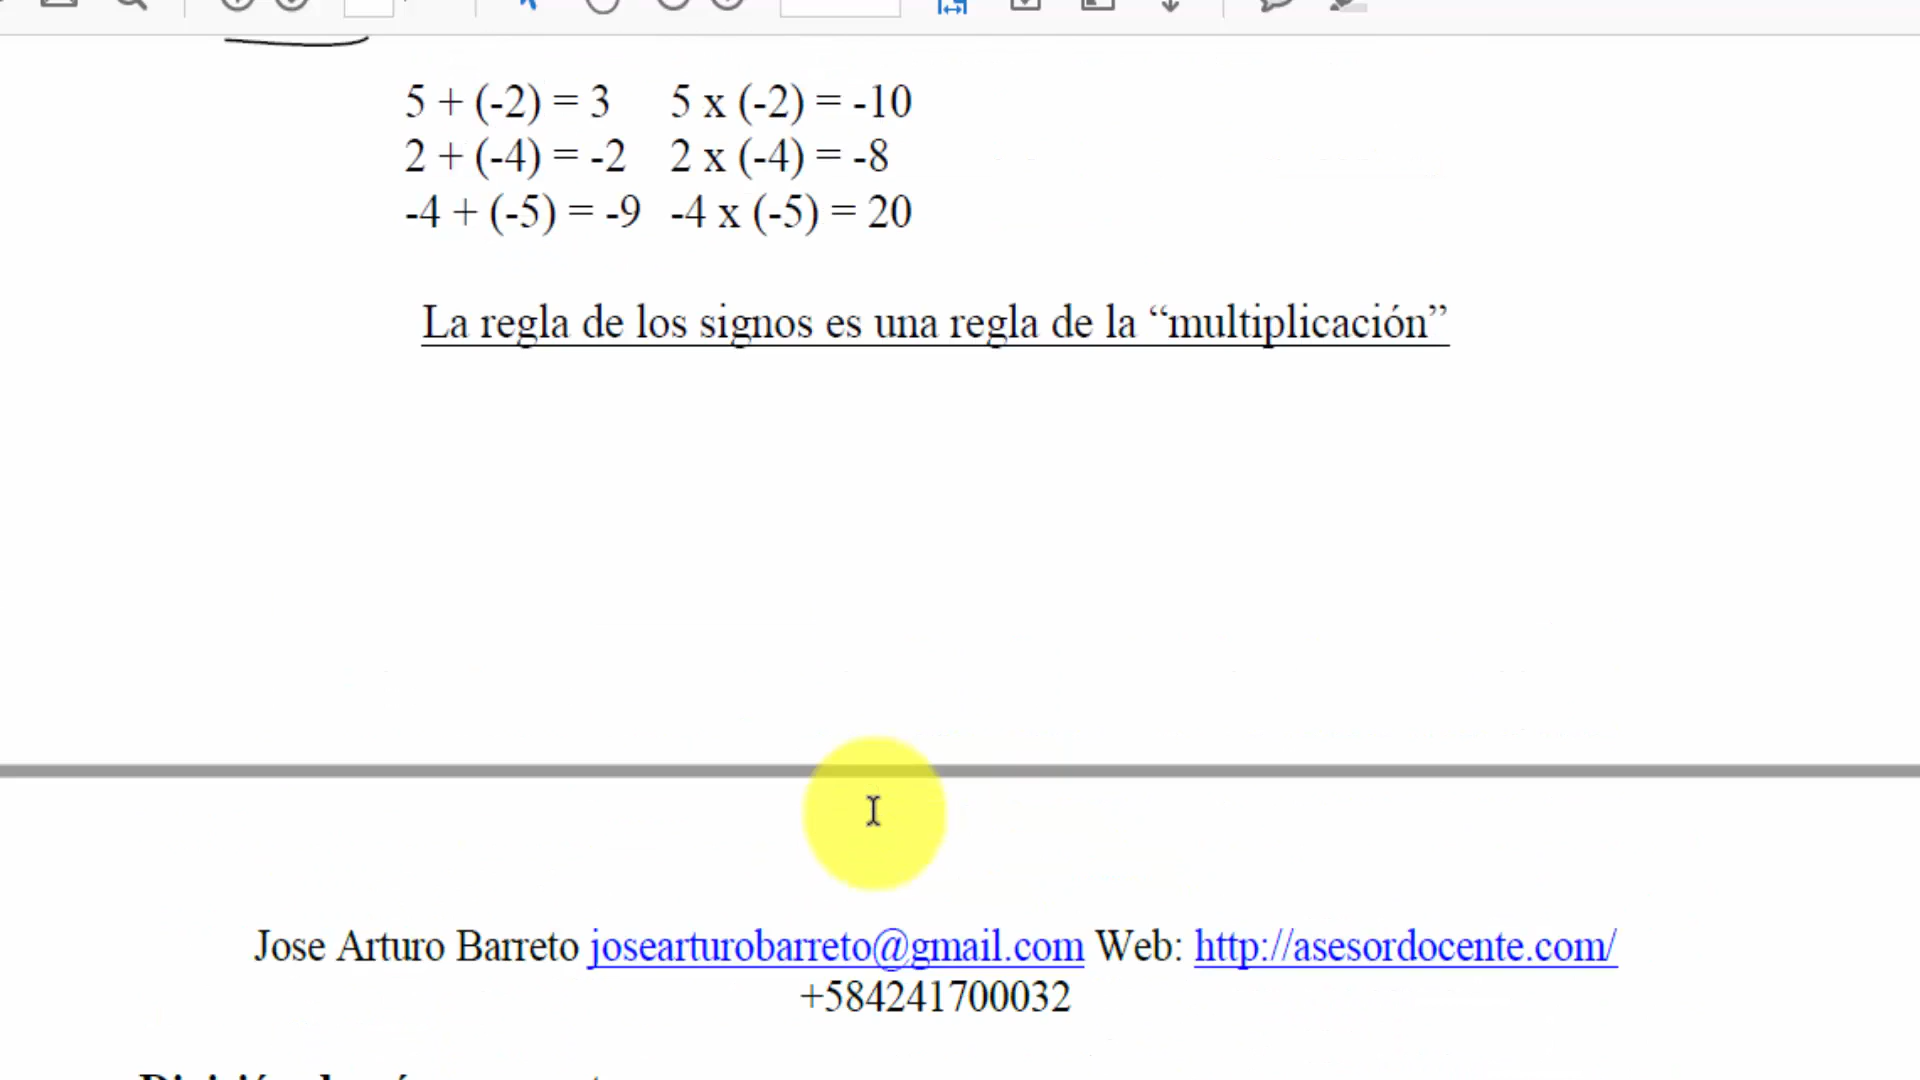 5 + (-2) = 3 5 x (-2) = -10
2 + (-4) = -2 2 x (-4) = -8
-4 + (-5) = -9 -4 x (-5) = 20
La regla de los signos es una regla de la “multiplicación”
Jose Arturo Barreto josearturobarreto@gmail.com Web: http://asesordocente.com/
+584241700032